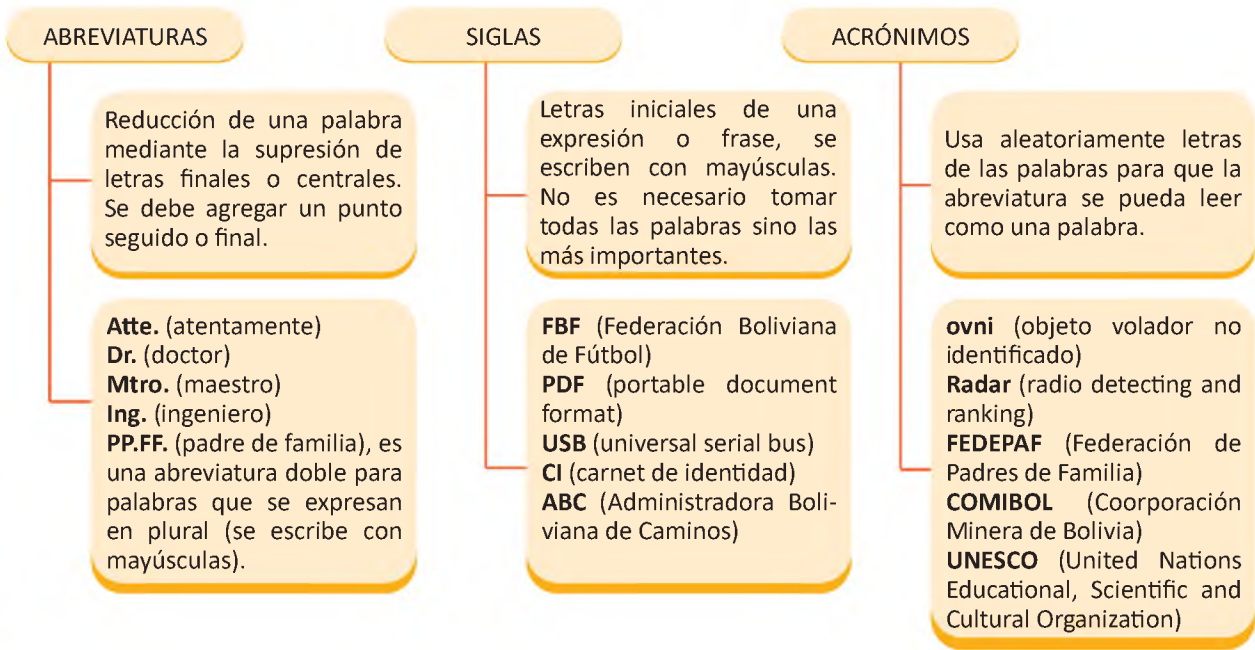 ABREVIATURAS
Reducción de una palabra
mediante la supresión de
letras finales o centrales.
Se debe agregar un punto
seguido o final.
Atte. (atentamente)
Dr. (doctor)
Mtro. (maestro)
Ing. (ingeniero)
PP.FF. (padre de familia), es
una abreviatura doble para
palabras que se expresan
en plural (se escribe con
mayúsculas).
SIGLAS
Letras iniciales de una
expresión o frase, se
escriben con mayúsculas.
No es necesario tomar
todas las palabras sino las
más importantes.
FBF (Federación Boliviana
de Fútbol)
PDF (portable document
format)
USB (universal serial bus)
CI (carnet de identidad)
ABC (Administradora Boli-
viana de Caminos)
ACRÓNIMOS
Usa aleatoriamente letras
de las palabras para que la
abreviatura se pueda leer
como una palabra.
ovni (objeto volador no
identificado)
Radar (radio detecting and
ranking)
FEDEPAF (Federación de
Padres de Familia)
COMIBOL (Coorporación
Minera de Bolivia)
UNESCO (United Nations
Educational, Scientific and
Cultural Organization)